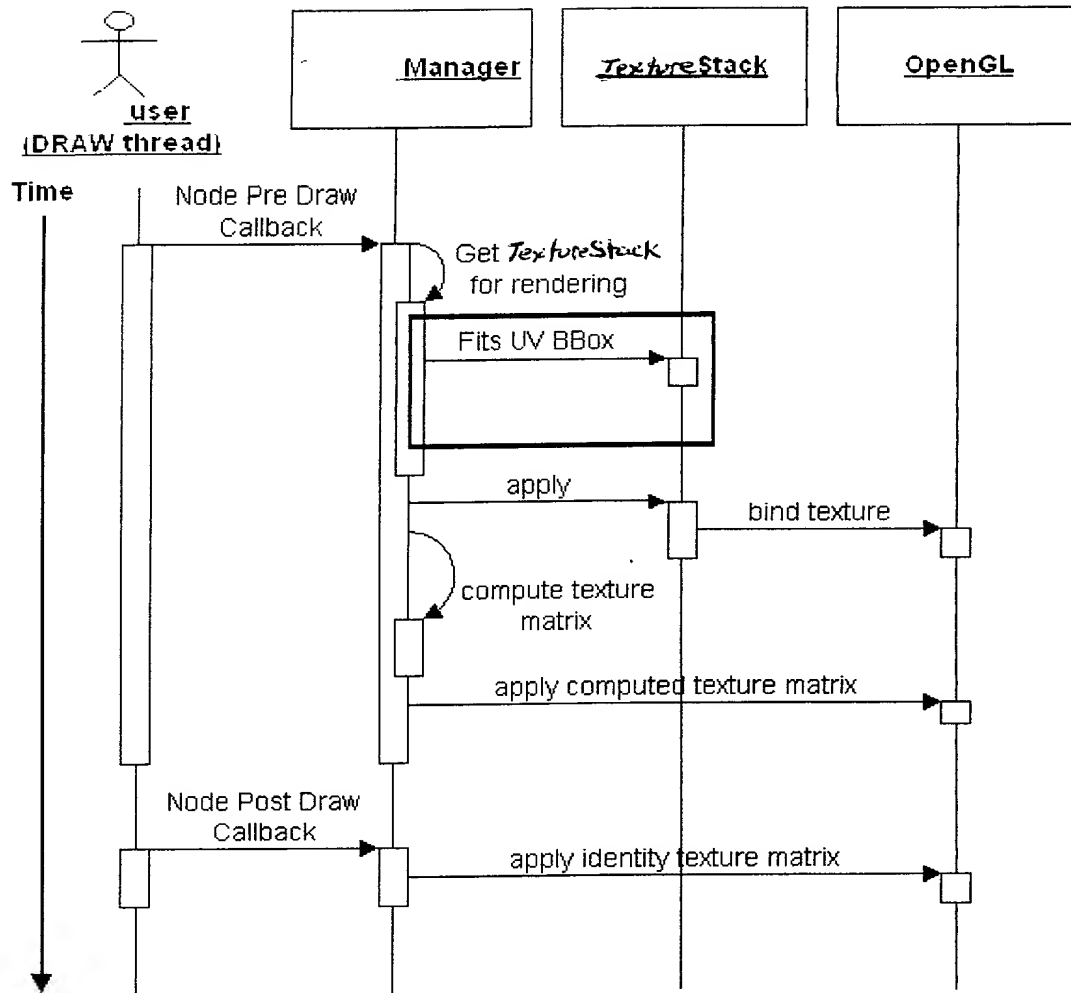 Manager
TextureStack
OpenGL
user
(DRAW thread)
Time
Node Pre Draw
Callback
Get TextureStack
for rendering
Fits UV BBox
apply
bind texture
compute texture
matrix
apply computed texture matrix
Node Post Draw
Callback
apply identity texture matrix